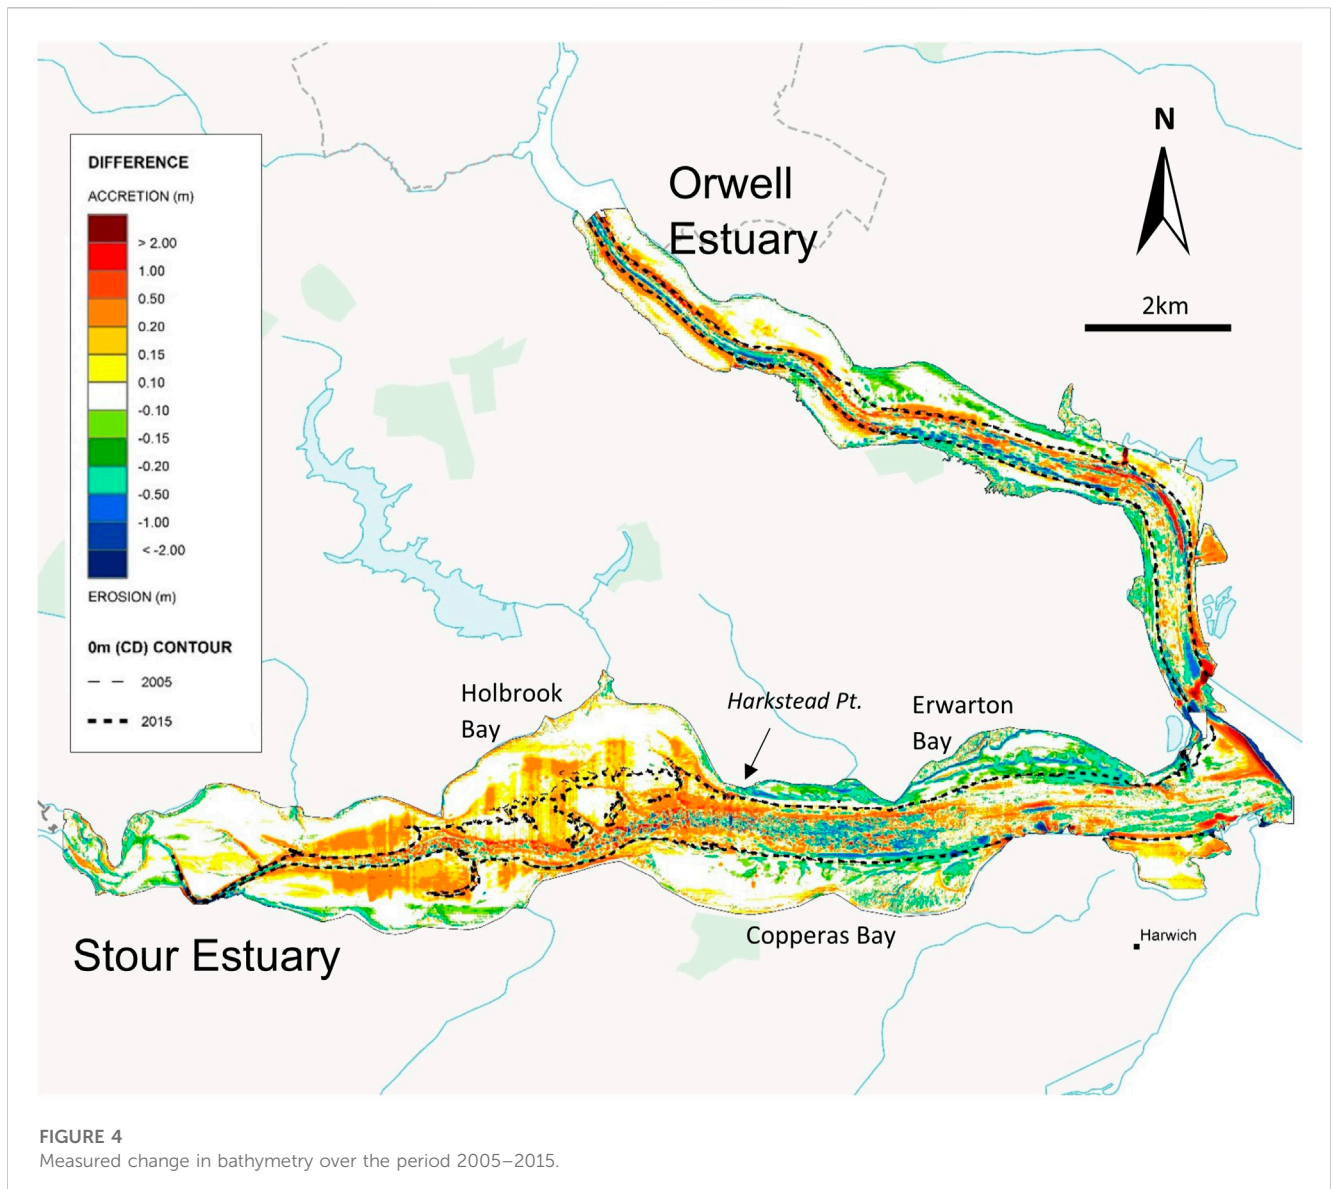 N
2km
Orwell
Estuary
DIFFERENCE
ACCRETION (m)
> 2.00
1.00
0.50
0.20
0.15
0.10
-0.10
-0.15
-0.20
-0.50
-1.00
< -2.00
EROSION (m)
0m (CD) CONTOUR
2005
2015
Holbrook
Bay
Harkstead Pt.
Erwarton
Bay
Copperas Bay
Harwich
Stour Estuary
FIGURE 4
Measured change in bathymetry over the period 2005–2015.